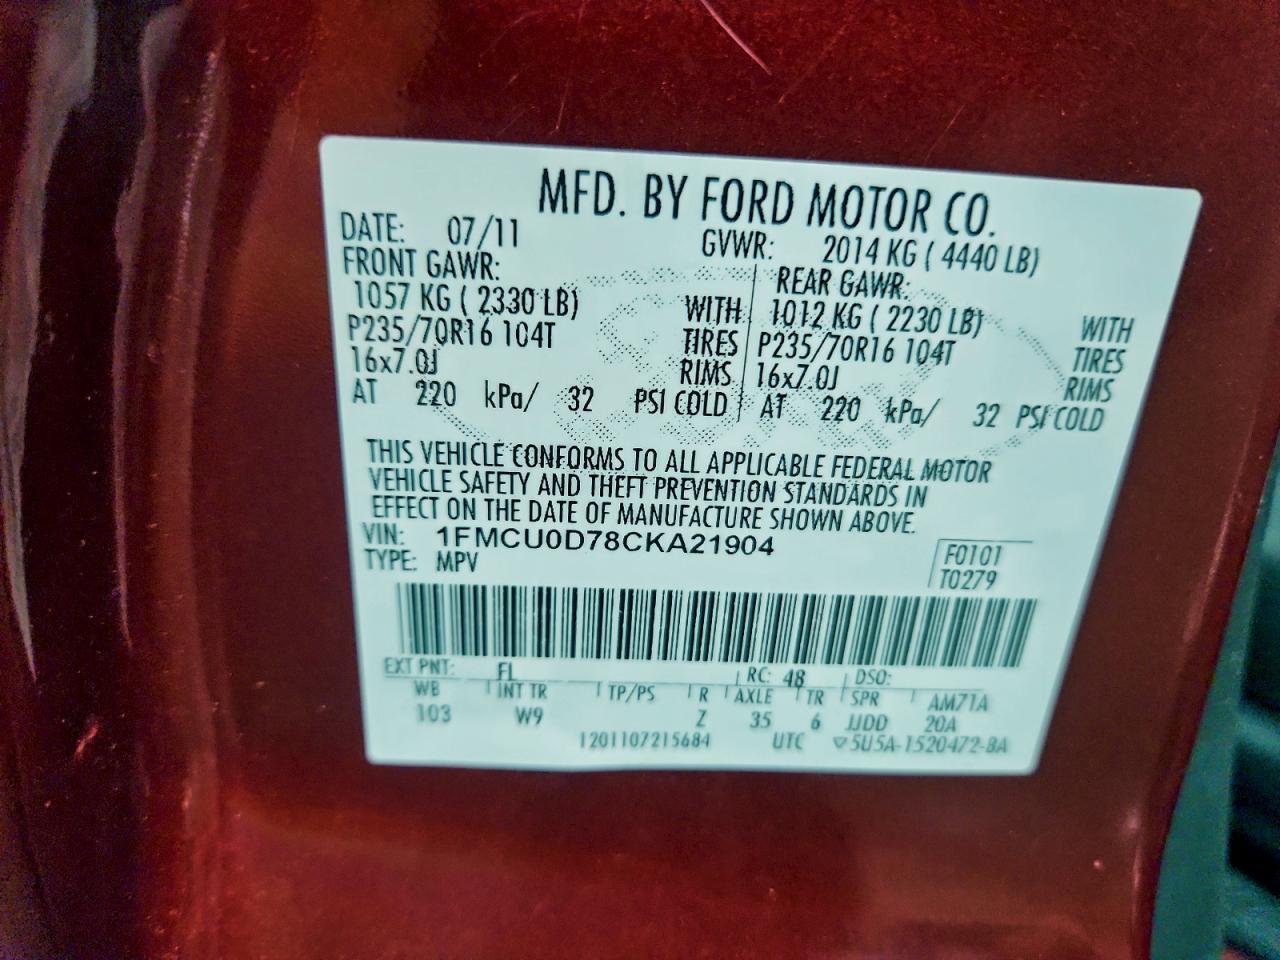 MFD. BY FORD MOTOR CO.
DATE: 07/11 GVWR: 2014 KG ( 4440 LB)
FRONT GAWR: REAR GAWR:
1057 KG ( 2330 LB) WITH 1012 KG ( 2230 LB) WITH
P235/70R16 104T TIRES P235/70R16 104T TIRES
16x7.0J RIMS 16x7.0J RIMS
AT 220 kPa/ 32 PSI COLD AT 220 kPa/ 32 PSI COLD
THIS VEHICLE CONFORMS TO ALL APPLICABLE FEDERAL MOTOR
VEHICLE SAFETY AND THEFT PREVENTION STANDARDS IN
EFFECT ON THE DATE OF MANUFACTURE SHOWN ABOVE.
VIN: 1FMCU0D78CKA21904 F0101
TYPE: MPV T0279
EXT PNT: FL RC: 48 DSO:
WB INT TR TP/PS R AXLE TR SPR AM71A
103 W9 Z 35 6 JJDD 20A
1201107215684 UTC ▽5U5A-1520472-BA